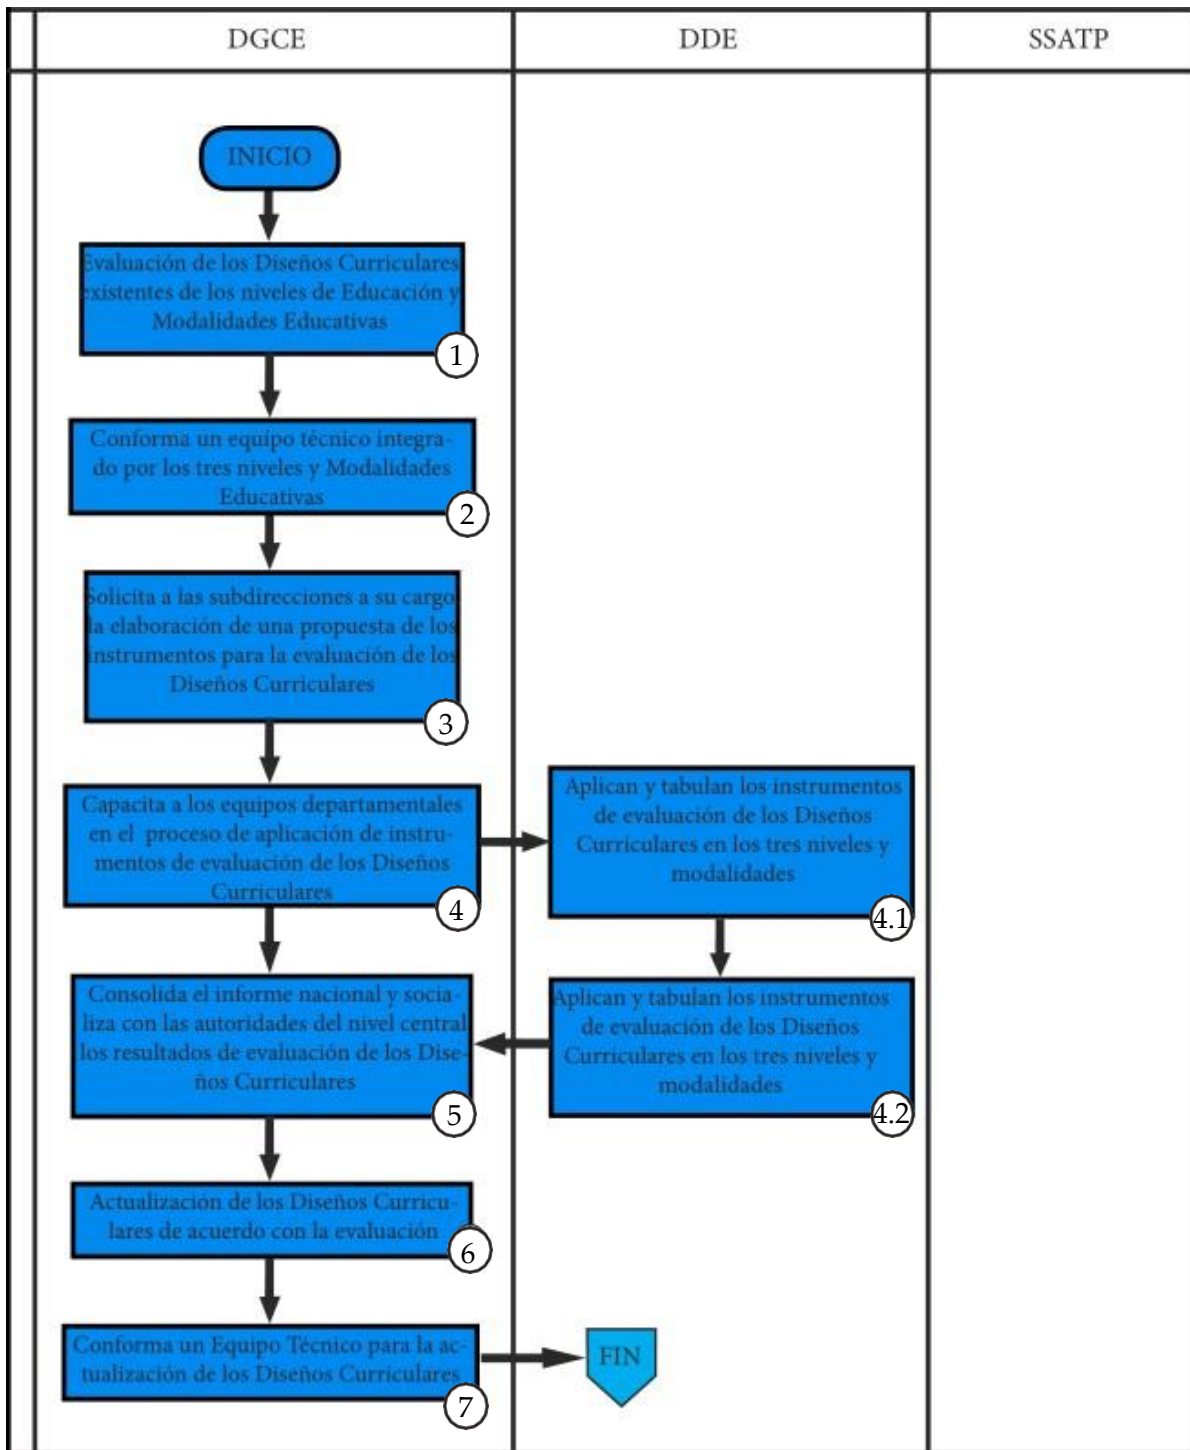 DGCE
DDE
SSATP
INICIO
Evaluación de los Diseños Curriculares
existentes de los niveles de Educación y
Modalidades Educativas
1
Conforma un equipo técnico integra-
do por los tres niveles y Modalidades
Educativas
2
Solicita a las subdirecciones a su cargo
la elaboración de una propuesta de los
instrumentos para la evaluación de los
Diseños Curriculares
3
Capacita a los equipos departamentales
en el proceso de aplicación de instru-
mentos de evaluación de los Diseños
Curriculares
4
Aplican y tabulan los instrumentos
de evaluación de los Diseños
Curriculares en los tres niveles y
modalidades
4.1
Consolida el informe nacional y socia-
liza con las autoridades del nivel central
los resultados de evaluación de los Dise-
ños Curriculares
5
Aplican y tabulan los instrumentos
de evaluación de los Diseños
Curriculares en los tres niveles y
modalidades
4.2
Actualización de los Diseños Curricu-
lares de acuerdo con la evaluación
6
Conforma un Equipo Técnico para la ac-
tualización de los Diseños Curriculares
7
FIN